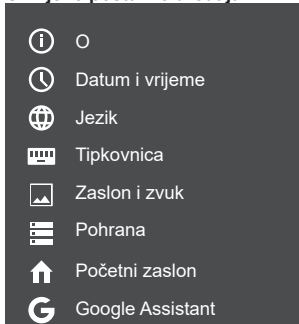 O
Datum i vrijeme
Jezik
Tipkovnica
Zaslon i zvuk
Pohrana
Početni zaslon
Google Assistant